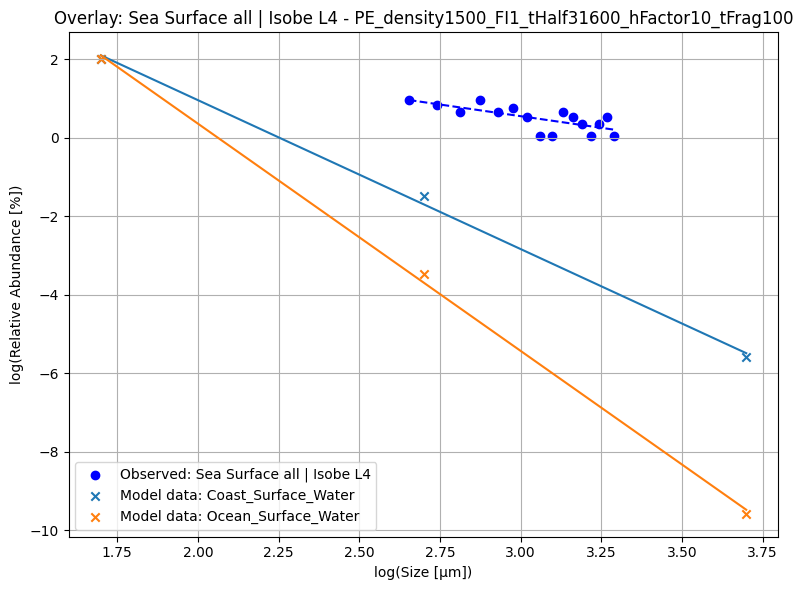 Overlay: Sea Surface all | Isobe L4 - PE_density1500_FI1_tHalf31600_hFactor10_tFrag100
log(Relative Abundance [%])
2
0
−2
−4
−6
−8
−10
Observed: Sea Surface all | Isobe L4
Model data: Coast_Surface_Water
Model data: Ocean_Surface_Water
1.75 2.00 2.25 2.50 2.75 3.00 3.25 3.50 3.75
log(Size [μm])